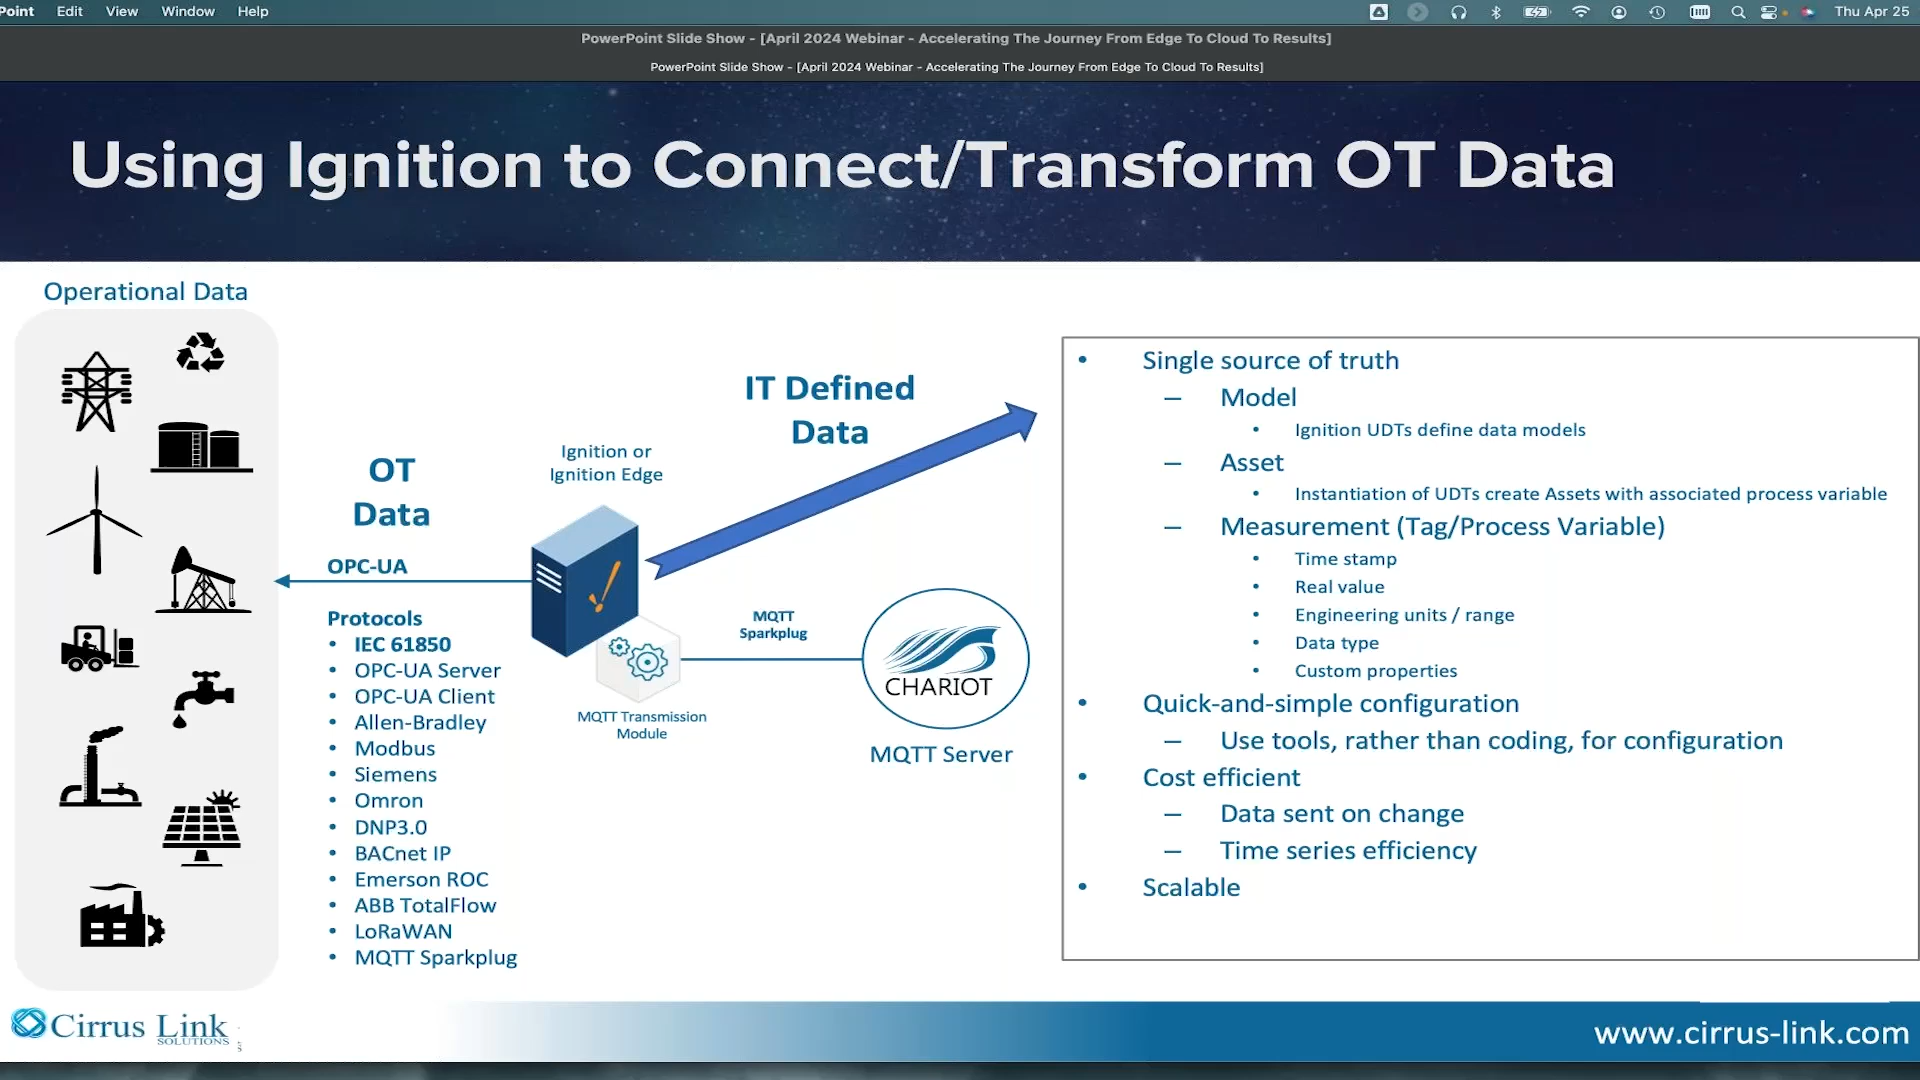 Point Edit View Window Help Thu Apr 25
PowerPoint Slide Show - [April 2024 Webinar - Accelerating The Journey From Edge To Cloud To Results]
PowerPoint Slide Show - [April 2024 Webinar - Accelerating The Journey From Edge To Cloud To Results]
Using Ignition to Connect/Transform OT Data
Operational Data
OT
Data
OPC-UA
Protocols
• IEC 61850
• OPC-UA Server
• OPC-UA Client
• Allen-Bradley
• Modbus
• Siemens
• Omron
• DNP3.0
• BACnet IP
• Emerson ROC
• ABB TotalFlow
• LoRaWAN
• MQTT Sparkplug
Ignition or
Ignition Edge
MQTT Transmission
Module
IT Defined
Data
MQTT
Sparkplug
CHARIOT
MQTT Server
• Single source of truth
– Model
• Ignition UDTs define data models
– Asset
• Instantiation of UDTs create Assets with associated process variable
– Measurement (Tag/Process Variable)
• Time stamp
• Real value
• Engineering units / range
• Data type
• Custom properties
• Quick-and-simple configuration
– Use tools, rather than coding, for configuration
• Cost efficient
– Data sent on change
– Time series efficiency
• Scalable
Cirrus Link
SOLUTIONS
www.cirrus-link.com